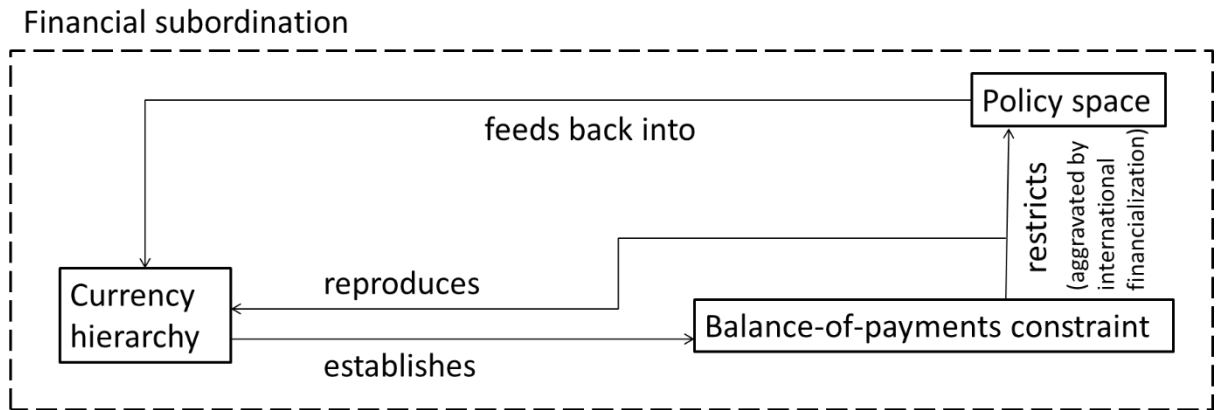 Financial subordination
Policy space
feeds back into
restricts
(aggravated by
international
financialization)
reproduces
Currency
hierarchy
Balance-of-payments constraint
establishes